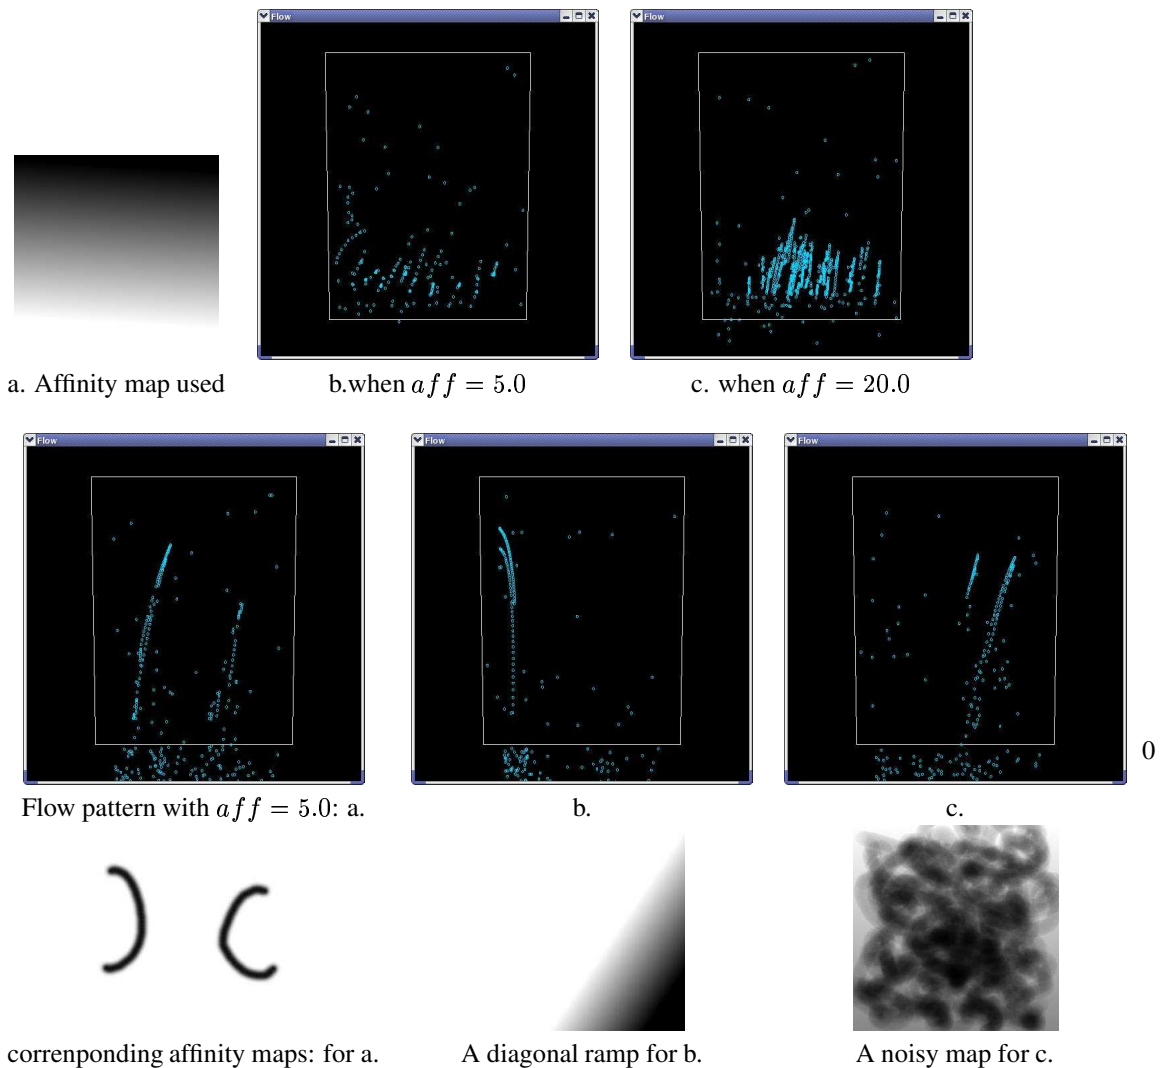 Flow
Flow
a. Affinity map used
b.when aff = 5.0
c. when aff = 20.0
Flow
Flow
Flow
0
Flow pattern with aff = 5.0: a.
b.
c.
correnponding affinity maps: for a.
A diagonal ramp for b.
A noisy map for c.